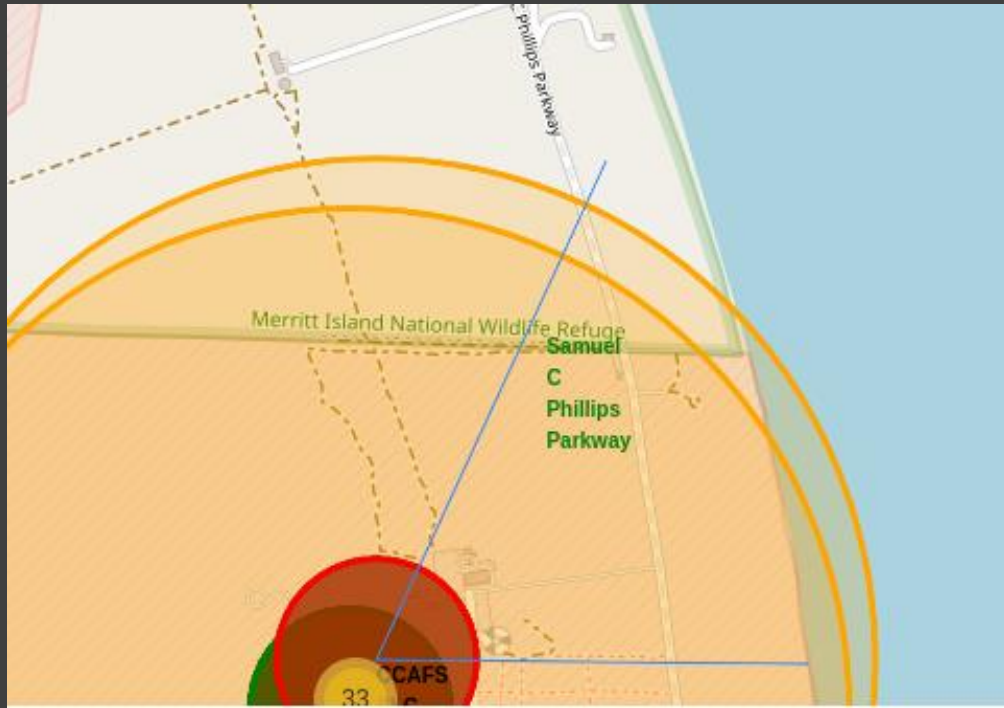 C Phillips Parkway
Merritt Island National Wildlife Refuge
Samuel
C
Phillips
Parkway
CCAFS
33